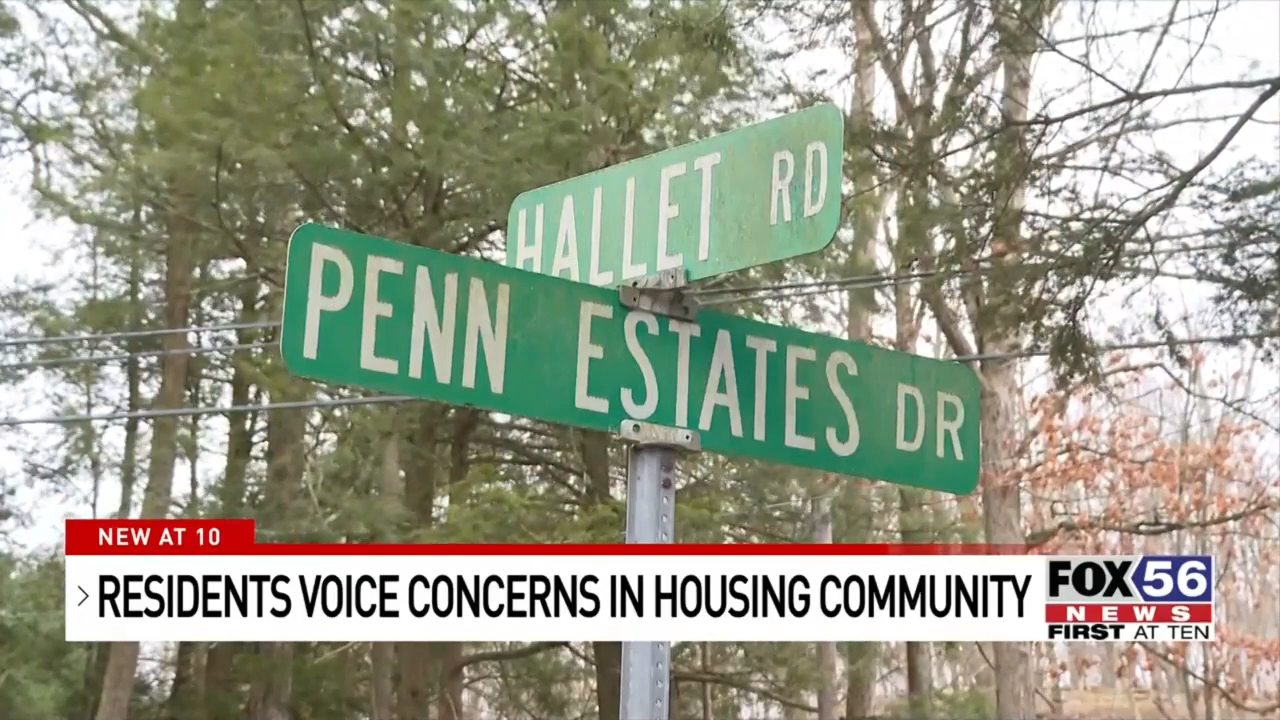 HALLET RD
PENN ESTATES DR
NEW AT 10
> RESIDENTS VOICE CONCERNS IN HOUSING COMMUNITY
FOX 56
NEWS
FIRST AT TEN